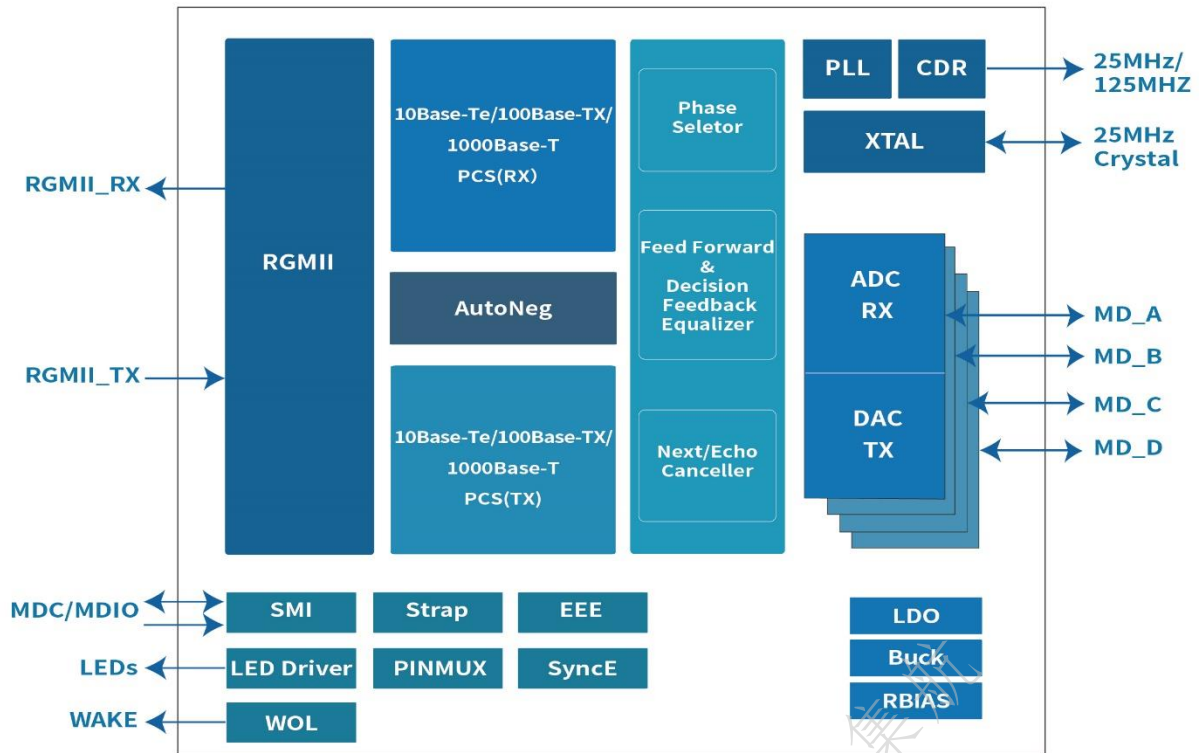 RGMII_RX
RGMII_TX
RGMII
10Base-Te/100Base-TX/
1000Base-T
PCS(RX)
AutoNeg
10Base-Te/100Base-TX/
1000Base-T
PCS(TX)
Phase
Seletor
Feed Forward
&
Decision
Feedback
Equalizer
Next/Echo
Canceller
PLL
CDR
25MHz/
125MHZ
XTAL
25MHz
Crystal
ADC
RX
DAC
TX
MD_A
MD_B
MD_C
MD_D
MDC/MDIO
SMI
Strap
EEE
LEDs
LED Driver
PINMUX
SyncE
WAKE
WOL
LDO
Buck
RBIAS
集航